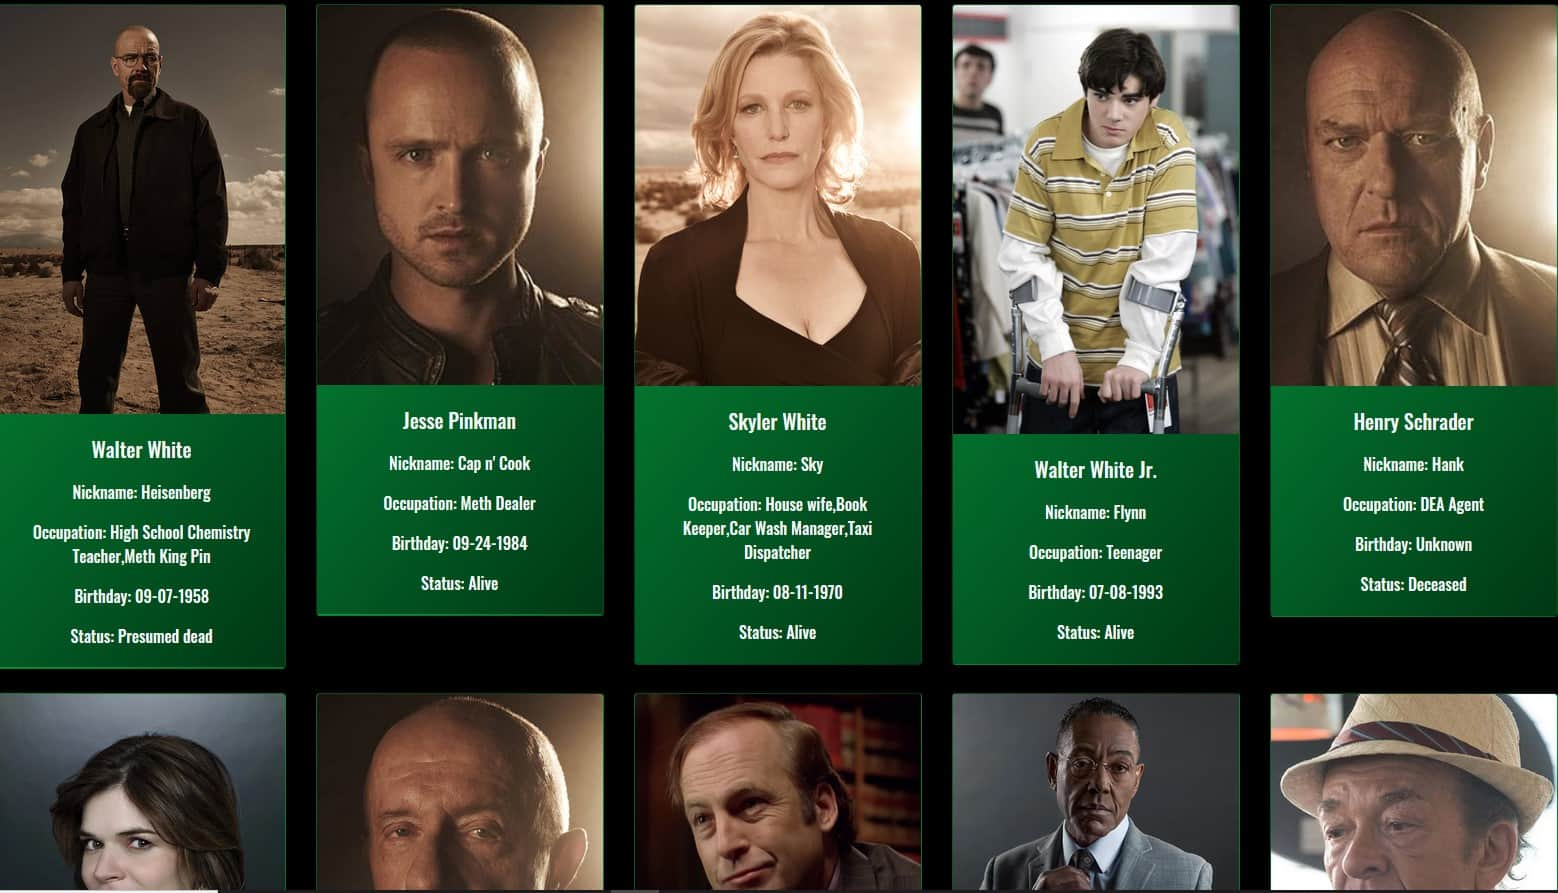 Walter White
Nickname: Heisenberg
Occupation: High School Chemistry
Teacher,Meth King Pin
Birthday: 09-07-1958
Status: Presumed dead
Jesse Pinkman
Nickname: Cap n' Cook
Occupation: Meth Dealer
Birthday: 09-24-1984
Status: Alive
Skyler White
Nickname: Sky
Occupation: House wife,Book
Keeper,Car Wash Manager,Taxi
Dispatcher
Birthday: 08-11-1970
Status: Alive
Walter White Jr.
Nickname: Flynn
Occupation: Teenager
Birthday: 07-08-1993
Status: Alive
Henry Schrader
Nickname: Hank
Occupation: DEA Agent
Birthday: Unknown
Status: Deceased